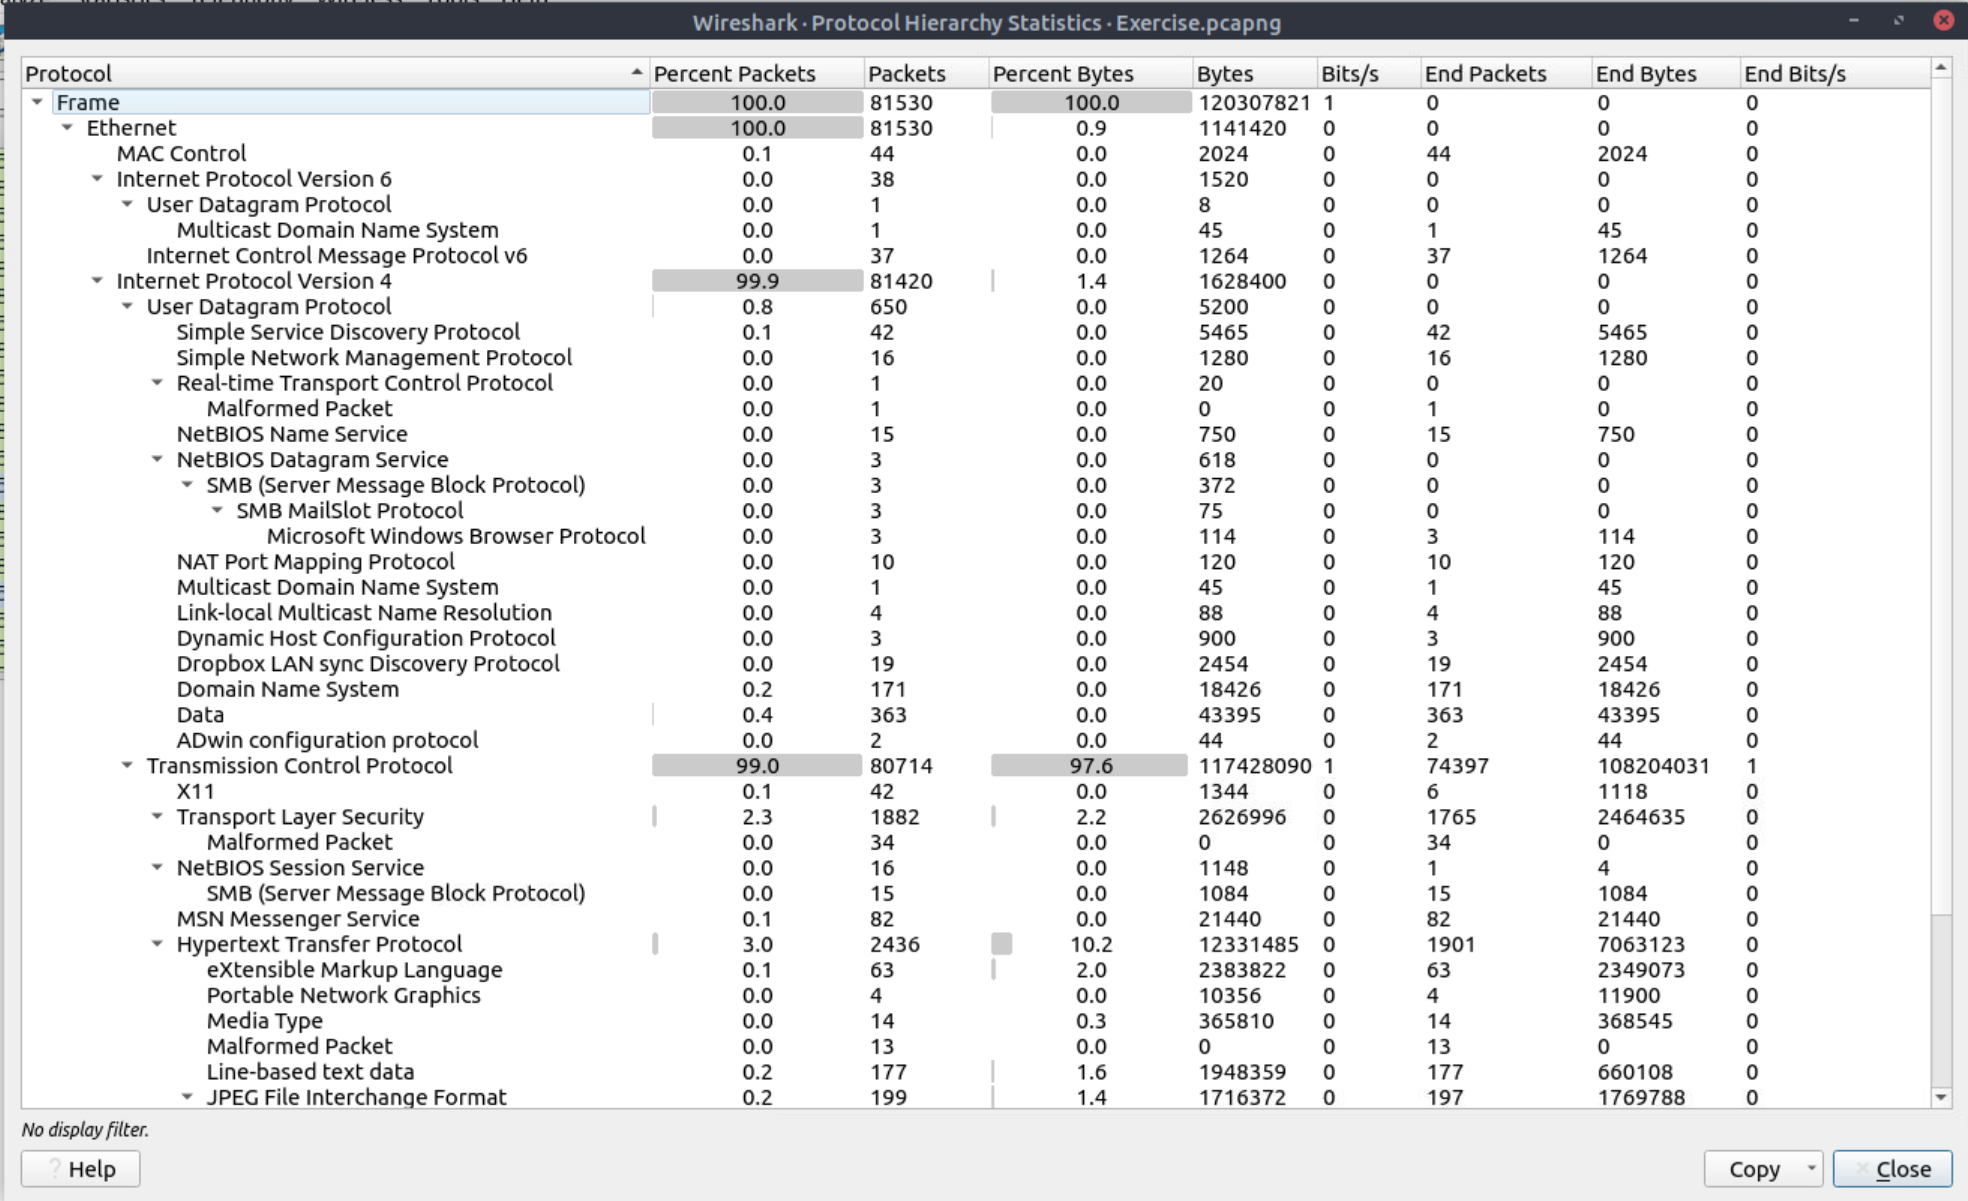 Wireshark · Protocol Hierarchy Statistics · Exercise.pcapng
Protocol Percent Packets Packets Percent Bytes Bytes Bits/s End Packets End Bytes End Bits/s
Frame 100.0 81530 100.0 120307821 1 0 0 0
Ethernet 100.0 81530 0.9 1141420 0 0 0 0
MAC Control 0.1 44 0.0 2024 0 44 2024 0
Internet Protocol Version 6 0.0 38 0.0 1520 0 0 0 0
User Datagram Protocol 0.0 1 0.0 8 0 0 0 0
Multicast Domain Name System 0.0 1 0.0 45 0 1 45 0
Internet Control Message Protocol v6 0.0 37 0.0 1264 0 37 1264 0
Internet Protocol Version 4 99.9 81420 1.4 1628400 0 0 0 0
User Datagram Protocol 0.8 650 0.0 5200 0 0 0 0
Simple Service Discovery Protocol 0.1 42 0.0 5465 0 42 5465 0
Simple Network Management Protocol 0.0 16 0.0 1280 0 16 1280 0
Real-time Transport Control Protocol 0.0 1 0.0 20 0 0 0 0
Malformed Packet 0.0 1 0.0 0 0 1 0 0
NetBIOS Name Service 0.0 15 0.0 750 0 15 750 0
NetBIOS Datagram Service 0.0 3 0.0 618 0 0 0 0
SMB (Server Message Block Protocol) 0.0 3 0.0 372 0 0 0 0
SMB MailSlot Protocol 0.0 3 0.0 75 0 0 0 0
Microsoft Windows Browser Protocol 0.0 3 0.0 114 0 3 114 0
NAT Port Mapping Protocol 0.0 10 0.0 120 0 10 120 0
Multicast Domain Name System 0.0 1 0.0 45 0 1 45 0
Link-local Multicast Name Resolution 0.0 4 0.0 88 0 4 88 0
Dynamic Host Configuration Protocol 0.0 3 0.0 900 0 3 900 0
Dropbox LAN sync Discovery Protocol 0.0 19 0.0 2454 0 19 2454 0
Domain Name System 0.2 171 0.0 18426 0 171 18426 0
Data 0.4 363 0.0 43395 0 363 43395 0
ADwin configuration protocol 0.0 2 0.0 44 0 2 44 0
Transmission Control Protocol 99.0 80714 97.6 117428090 1 74397 108204031 1
X11 0.1 42 0.0 1344 0 6 1118 0
Transport Layer Security 2.3 1882 2.2 2626996 0 1765 2464635 0
Malformed Packet 0.0 34 0.0 0 0 34 0 0
NetBIOS Session Service 0.0 16 0.0 1148 0 1 4 0
SMB (Server Message Block Protocol) 0.0 15 0.0 1084 0 15 1084 0
MSN Messenger Service 0.1 82 0.0 21440 0 82 21440 0
Hypertext Transfer Protocol 3.0 2436 10.2 12331485 0 1901 7063123 0
eXtensible Markup Language 0.1 63 2.0 2383822 0 63 2349073 0
Portable Network Graphics 0.0 4 0.0 10356 0 4 11900 0
Media Type 0.0 14 0.3 365810 0 14 368545 0
Malformed Packet 0.0 13 0.0 0 0 13 0 0
Line-based text data 0.2 177 1.6 1948359 0 177 660108 0
JPEG File Interchange Format 0.2 199 1.4 1716372 0 197 1769788 0
No display filter.
? Help Copy Close